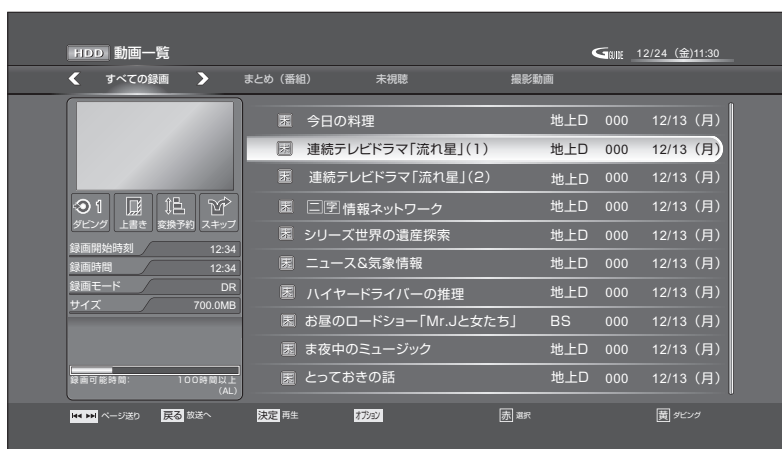 HDD 動画一覧
GGUIDE 12/24（金)11:30
すべての録画 まとめ（番組） 未視聴 撮影動画
未 今日の料理 地上D 000 12/13（月）
未 連続テレビドラマ「流れ星」(1) 地上D 000 12/13（月）
未 連続テレビドラマ「流れ星」(2) 地上D 000 12/13（月）
未 二 字 情報ネットワーク 地上D 000 12/13（月）
未 シリーズ世界の遺産探索 地上D 000 12/13（月）
未 ニュース&気象情報 地上D 000 12/13（月）
未 ハイヤードライバーの推理 地上D 000 12/13（月）
未 お昼のロードショー「Mr.Jと女たち」 BS 000 12/13（月）
未 ま夜中のミュージック 地上D 000 12/13（月）
未 とっておきの話 地上D 000 12/13（月）
1
ダビング 上書き 変換予約 スキップ
録画開始時刻 12:34
録画時間 12:34
録画モード DR
サイズ 700.0MB
録画可能時間: 100時間以上
(AL)
ページ送り 戻る 放送へ 決定 再生 オプション 赤 選択 黄 ダビング